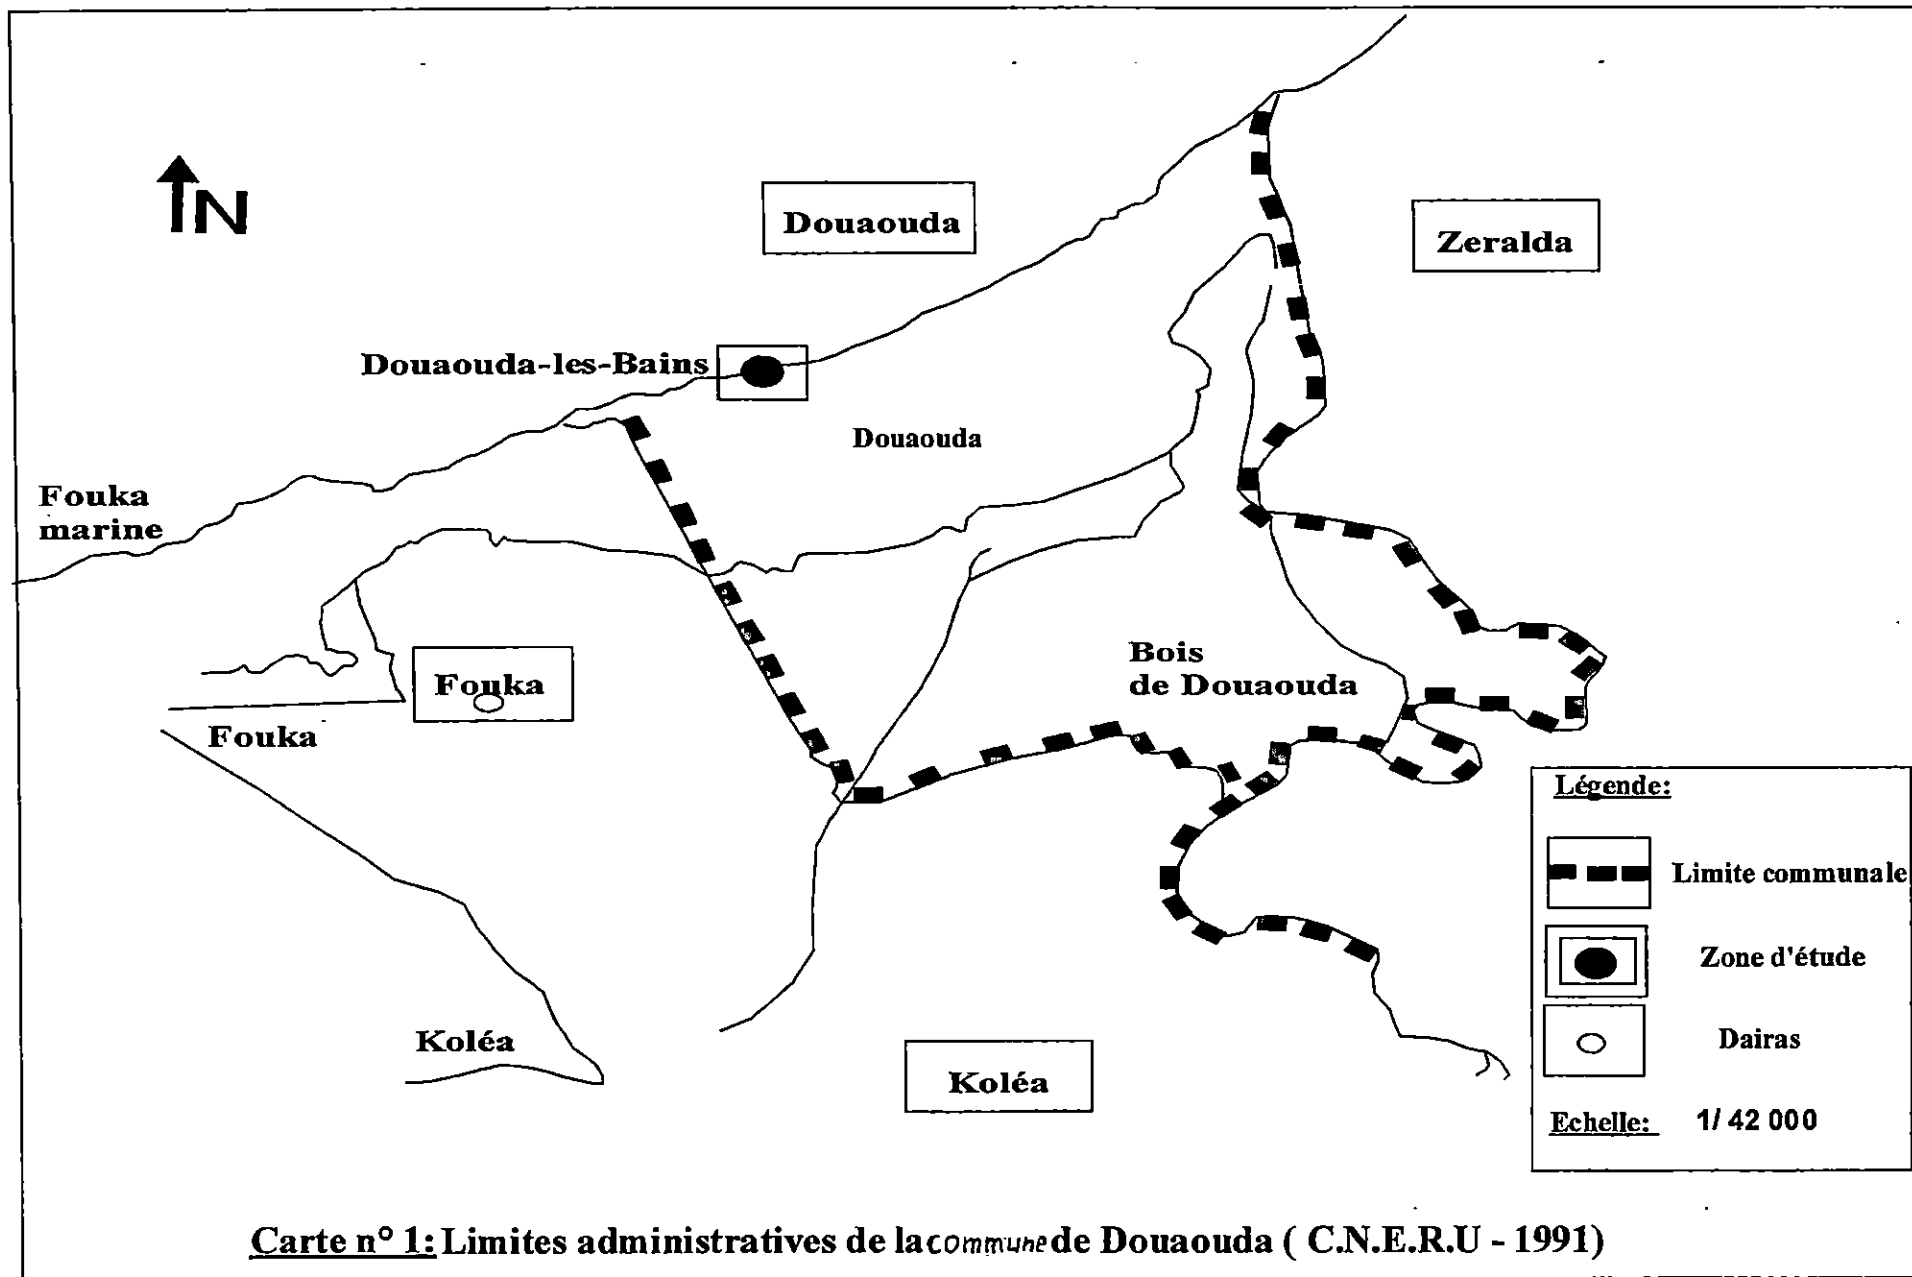 N
Douaouda
Zeralda
Douaouda-les-Bains
Douaouda
Fouka
marine
Bois
de Douaouda
Fouka
Fouka
Koléa
Koléa
Légende:
Limite communale
Zone d'étude
Dairas
Echelle: 1/ 42 000
Carte n° 1: Limites administratives de la commune de Douaouda ( C.N.E.R.U - 1991)